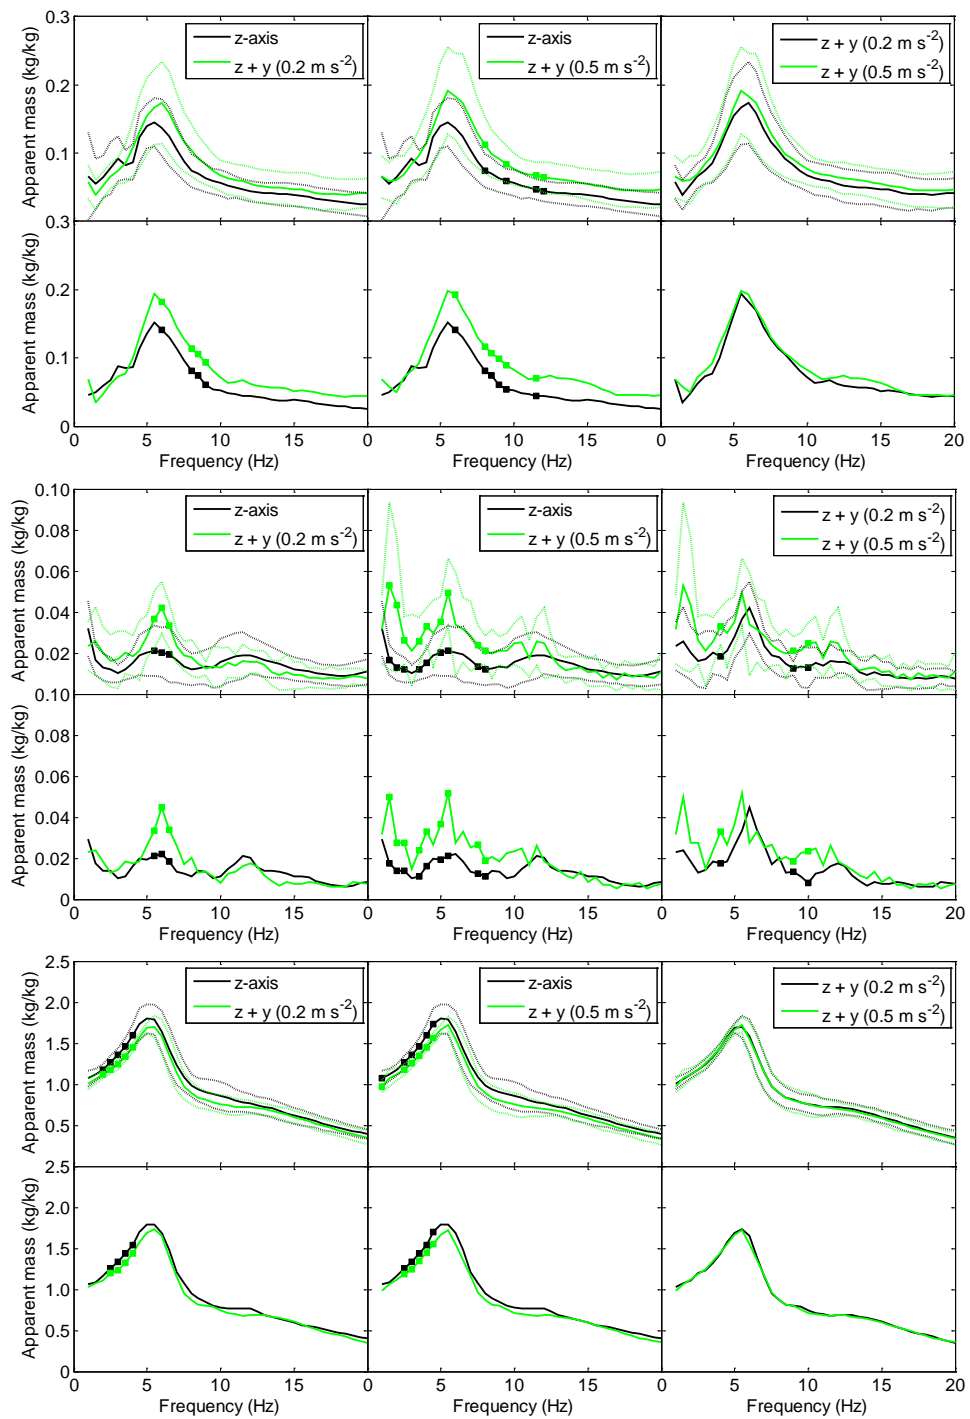 0.3
0.2
0.1
0.3
0.2
0.1
0
Apparent mass (kg/kg)
Apparent mass (kg/kg)
z-axis
z + y (0.2 m s⁻²)
z-axis
z + y (0.5 m s⁻²)
z + y (0.2 m s⁻²)
z + y (0.5 m s⁻²)
0 5 10 15 0 5 10 15 0 5 10 15 20
Frequency (Hz) Frequency (Hz) Frequency (Hz)
0.10
0.08
0.06
0.04
0.02
0.10
0.08
0.06
0.04
0.02
0
Apparent mass (kg/kg)
Apparent mass (kg/kg)
z-axis
z + y (0.2 m s⁻²)
z-axis
z + y (0.5 m s⁻²)
z + y (0.2 m s⁻²)
z + y (0.5 m s⁻²)
0 5 10 15 0 5 10 15 0 5 10 15 20
Frequency (Hz) Frequency (Hz) Frequency (Hz)
2.5
2.0
1.5
1.0
0.5
2.5
2.0
1.5
1.0
0.5
0
Apparent mass (kg/kg)
Apparent mass (kg/kg)
z-axis
z + y (0.2 m s⁻²)
z-axis
z + y (0.5 m s⁻²)
z + y (0.2 m s⁻²)
z + y (0.5 m s⁻²)
0 5 10 15 0 5 10 15 0 5 10 15 20
Frequency (Hz) Frequency (Hz) Frequency (Hz)